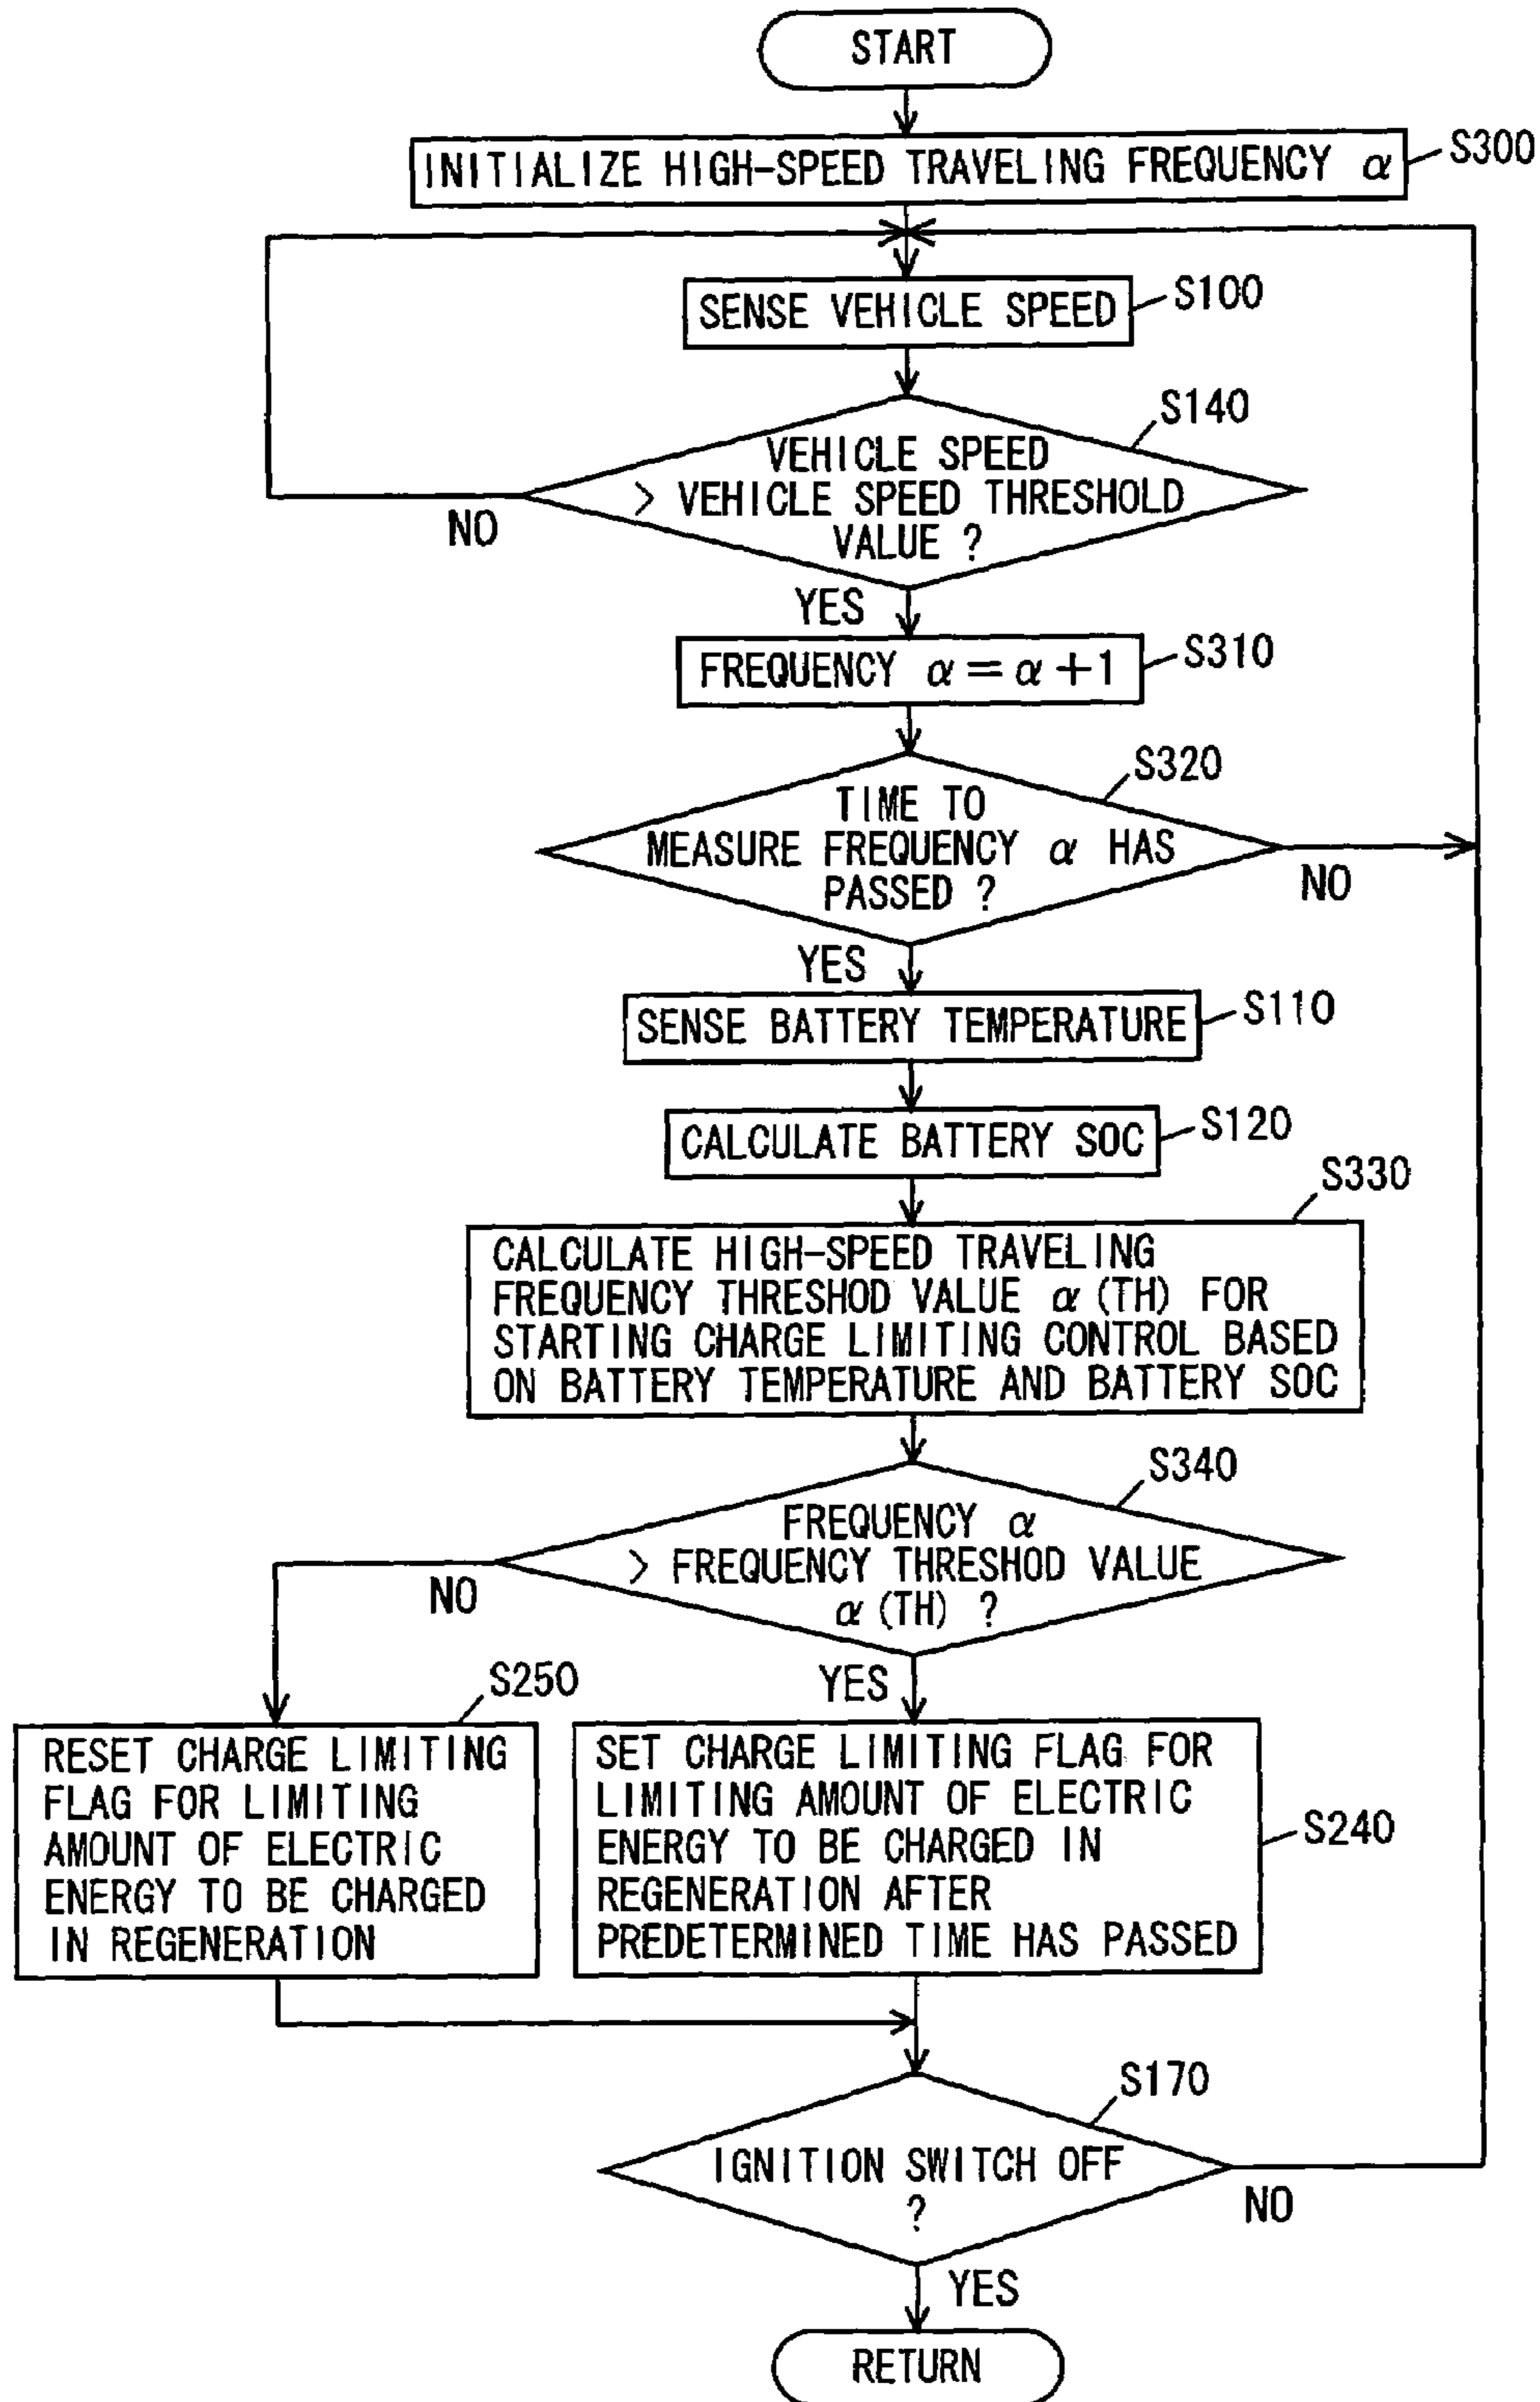 START
INITIALIZE HIGH-SPEED TRAVELING FREQUENCY α
S300
SENSE VEHICLE SPEED
S100
S140
VEHICLE SPEED
> VEHICLE SPEED THRESHOLD
VALUE ?
NO
YES
FREQUENCY α = α +1
S310
S320
TIME TO
MEASURE FREQUENCY α HAS
PASSED ?
NO
YES
SENSE BATTERY TEMPERATURE
S110
CALCULATE BATTERY SOC
S120
S330
CALCULATE HIGH-SPEED TRAVELING
FREQUENCY THRESHOD VALUE α (TH) FOR
STARTING CHARGE LIMITING CONTROL BASED
ON BATTERY TEMPERATURE AND BATTERY SOC
S340
FREQUENCY α
> FREQUENCY THRESHOD VALUE
α (TH) ?
NO
YES
S250
RESET CHARGE LIMITING
FLAG FOR LIMITING
AMOUNT OF ELECTRIC
ENERGY TO BE CHARGED
IN REGENERATION
SET CHARGE LIMITING FLAG FOR
LIMITING AMOUNT OF ELECTRIC
ENERGY TO BE CHARGED IN
REGENERATION AFTER
PREDETERMINED TIME HAS PASSED
S240
S170
IGNITION SWITCH OFF
?
NO
YES
RETURN